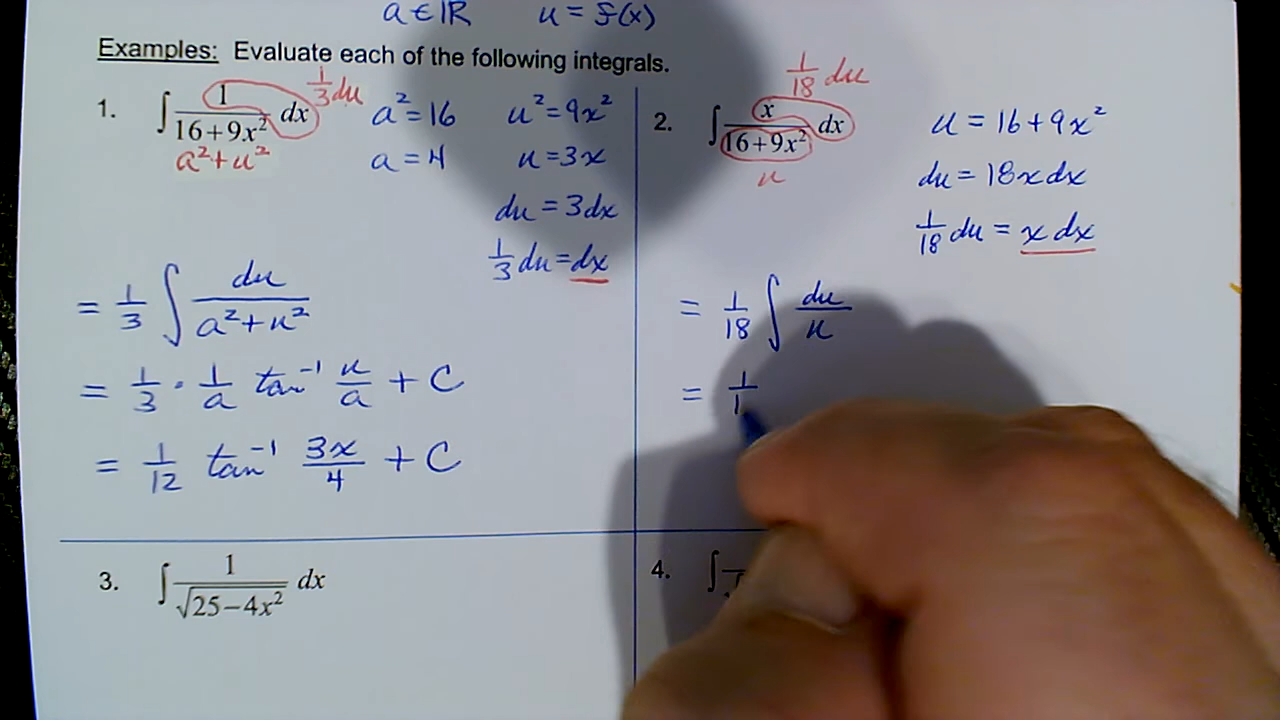 a ∈ ℝ u = f(x)
Examples: Evaluate each of the following integrals.
1. ∫ 1/(16+9x²) dx
1/3 du
a²+u²
a²=16 u²=9x²
a=4 u=3x
du=3dx
1/3 du=dx
= 1/3 ∫ du/(a²+u²)
= 1/3 · 1/a tan⁻¹ u/a + C
= 1/12 tan⁻¹ 3x/4 + C
2. ∫ x/(16+9x²) dx
1/18 du
u
u = 16+9x²
du = 18x dx
1/18 du = x dx
= 1/18 ∫ du/u
= 1/1
3. ∫ 1/√(25−4x²) dx
4. ∫